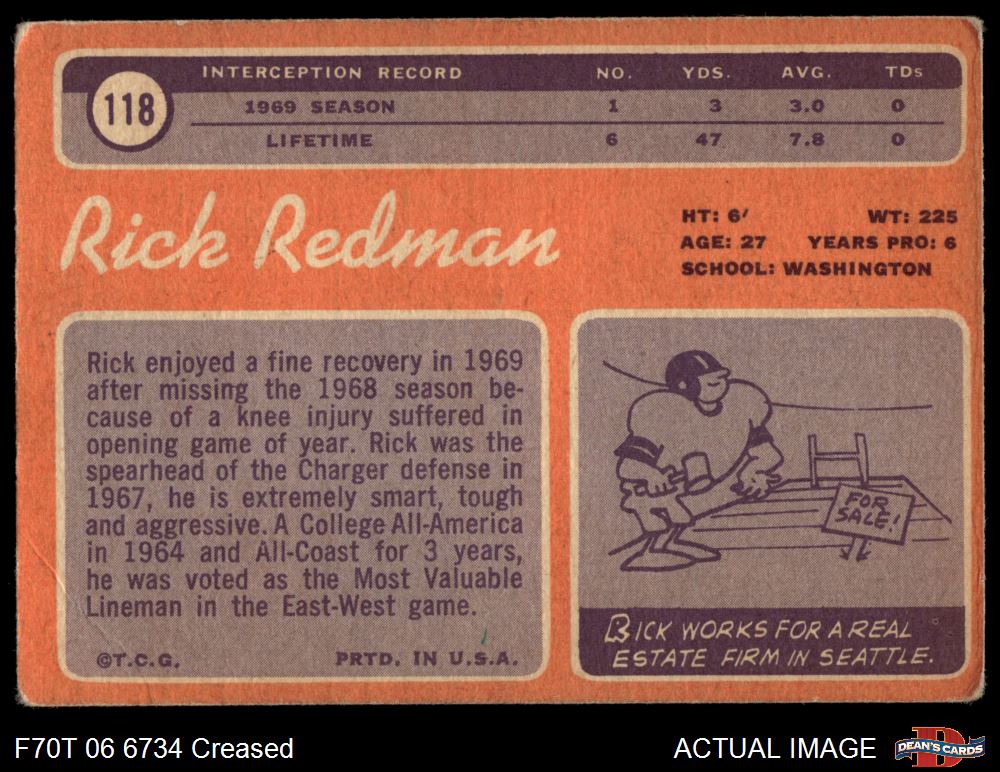 118
INTERCEPTION RECORD NO. YDS. AVG. TDs
1969 SEASON 1 3 3.0 0
LIFETIME 6 47 7.8 0
Rick Redman
HT: 6' WT: 225
AGE: 27 YEARS PRO: 6
SCHOOL: WASHINGTON
Rick enjoyed a fine recovery in 1969
after missing the 1968 season be-
cause of a knee injury suffered in
opening game of year. Rick was the
spearhead of the Charger defense in
1967, he is extremely smart, tough
and aggressive. A College All-America
in 1964 and All-Coast for 3 years,
he was voted as the Most Valuable
Lineman in the East-West game.
©T.C.G. PRTD. IN U.S.A.
FOR
SALE!
RICK WORKS FOR A REAL
ESTATE FIRM IN SEATTLE.
F70T 06 6734 Creased
ACTUAL IMAGE
DEAN'S CARDS